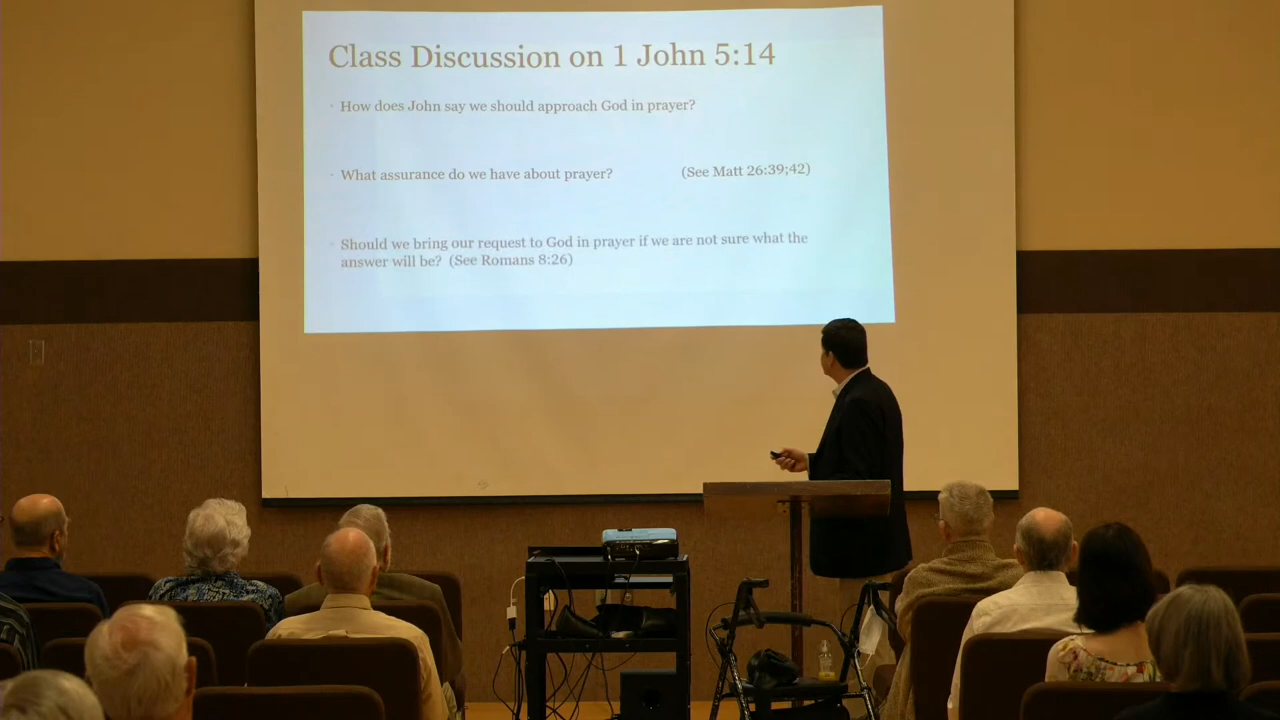 Class Discussion on 1 John 5:14
· How does John say we should approach God in prayer?
· What assurance do we have about prayer? (See Matt 26:39;42)
· Should we bring our request to God in prayer if we are not sure what the
answer will be? (See Romans 8:26)